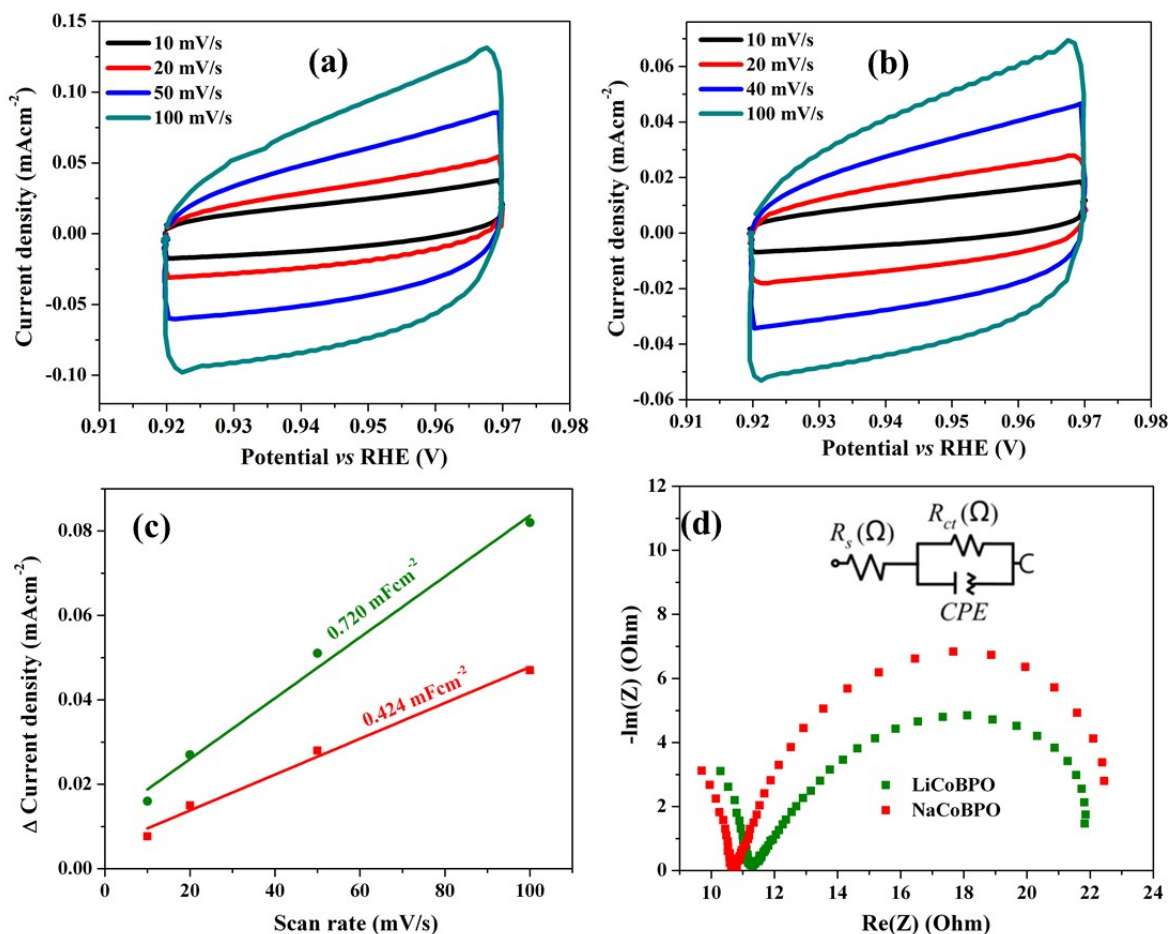 (a)
10 mV/s
20 mV/s
50 mV/s
100 mV/s
0.15
0.10
0.05
0.00
-0.05
-0.10
Current density (mAcm⁻²)
0.91 0.92 0.93 0.94 0.95 0.96 0.97 0.98
Potential vs RHE (V)
(b)
10 mV/s
20 mV/s
40 mV/s
100 mV/s
0.06
0.04
0.02
0.00
-0.02
-0.04
-0.06
Current density (mAcm⁻²)
0.91 0.92 0.93 0.94 0.95 0.96 0.97 0.98
Potential vs RHE (V)
(c)
0.720 mFcm⁻²
0.424 mFcm⁻²
0.08
0.06
0.04
0.02
0.00
Δ Current density (mAcm⁻²)
0 20 40 60 80 100
Scan rate (mV/s)
(d)
Rs(Ω)
Rct(Ω)
CPE
LiCoBPO
NaCoBPO
12
10
8
6
4
2
0
-Im(Z) (Ohm)
10 12 14 16 18 20 22 24
Re(Z) (Ohm)